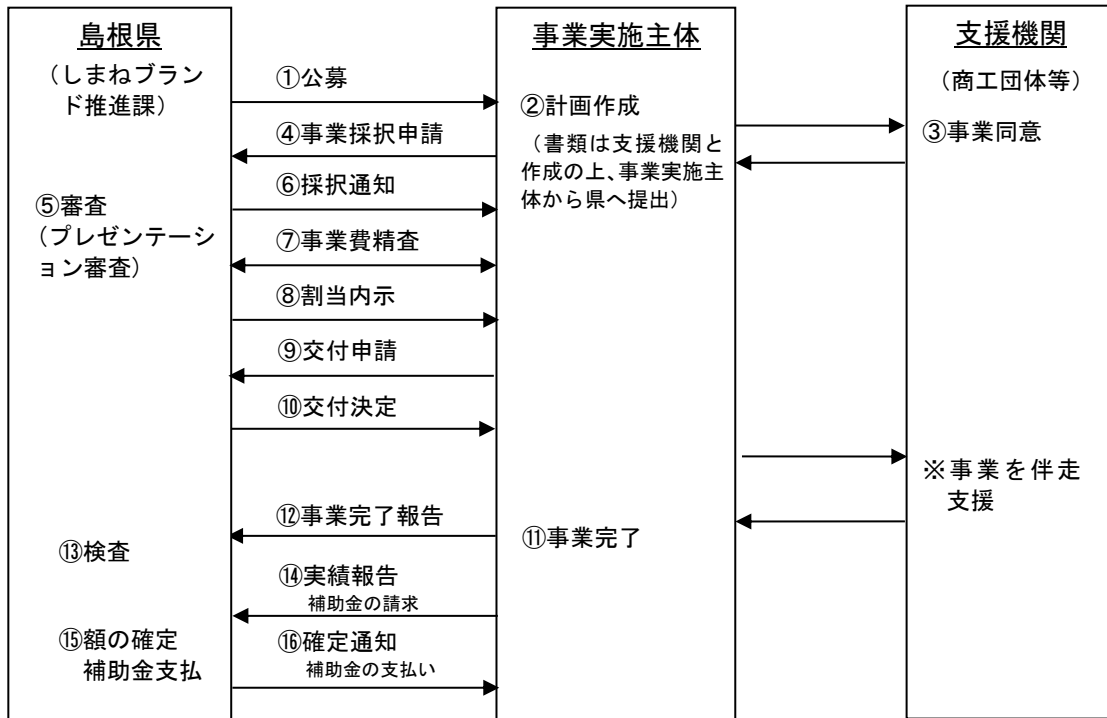 島根県
（しまねブラン
ド推進課）
①公募
④事業採択申請
⑥採択通知
⑤審査
（プレゼンテーシ
ョン審査）
⑦事業費精査
⑧割当内示
⑨交付申請
⑩交付決定
⑫事業完了報告
⑬検査
⑭実績報告
補助金の請求
⑮額の確定
補助金支払
⑯確定通知
補助金の支払い
事業実施主体
②計画作成
（書類は支援機関と
作成の上、事業実施主
体から県へ提出）
⑪事業完了
支援機関
（商工団体等）
③事業同意
※事業を伴走
支援